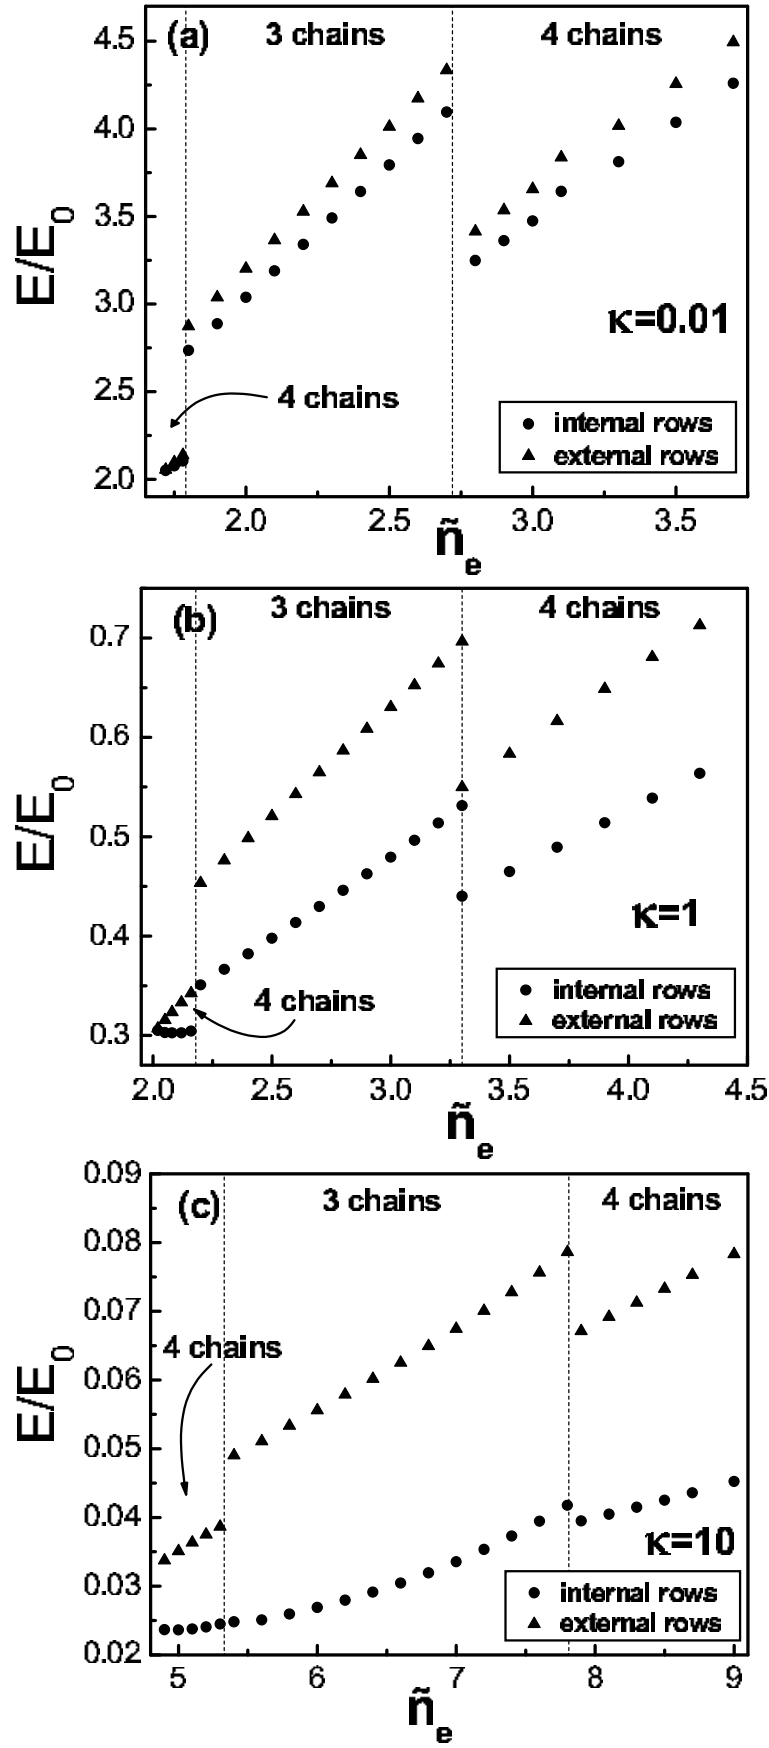 (a) 3 chains 4 chains
4.5
4.0
3.5
3.0
2.5
2.0
E/E₀
κ=0.01
4 chains
internal rows
external rows
2.0 2.5 3.0 3.5
ñₑ
(b) 3 chains 4 chains
0.7
0.6
0.5
0.4
0.3
E/E₀
κ=1
4 chains
internal rows
external rows
2.0 2.5 3.0 3.5 4.0 4.5
ñₑ
(c) 3 chains 4 chains
0.09
0.08
0.07
0.06
0.05
0.04
0.03
0.02
E/E₀
4 chains
κ=10
internal rows
external rows
5 6 7 8 9
ñₑ